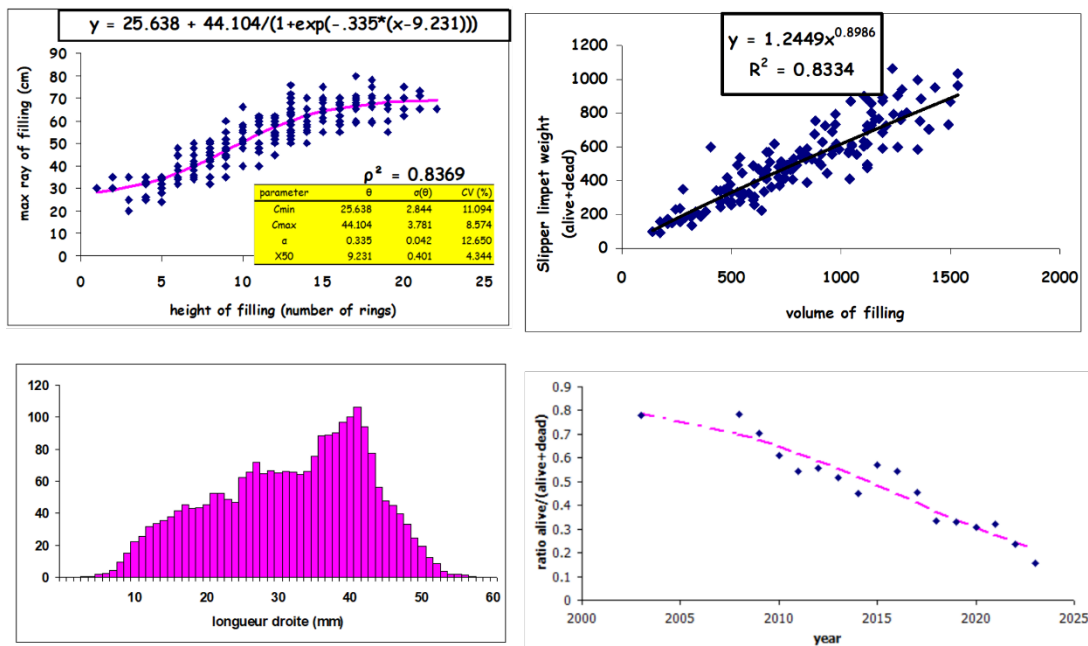 y = 25.638 + 44.104/(1+exp(-.335*(x-9.231)))
max ray of filling (cm)
90
80
70
60
50
40
30
20
10
0
ρ² = 0.8369
parameter θ σ(θ) CV (%)
Cmin 25.638 2.844 11.094
Cmax 44.104 3.781 8.574
α 0.335 0.042 12.650
X50 9.231 0.401 4.344
0 5 10 15 20 25
height of filling (number of rings)
y = 1.2449x^0.8986
R² = 0.8334
Slipper limpet weight
(alive+dead)
1200
1000
800
600
400
200
0
0 500 1000 1500 2000
volume of filling
120
100
80
60
40
20
0
10 20 30 40 50 60
longueur droite (mm)
ratio alive/(alive+dead)
0.9
0.8
0.7
0.6
0.5
0.4
0.3
0.2
0.1
0
2000 2005 2010 2015 2020 2025
year